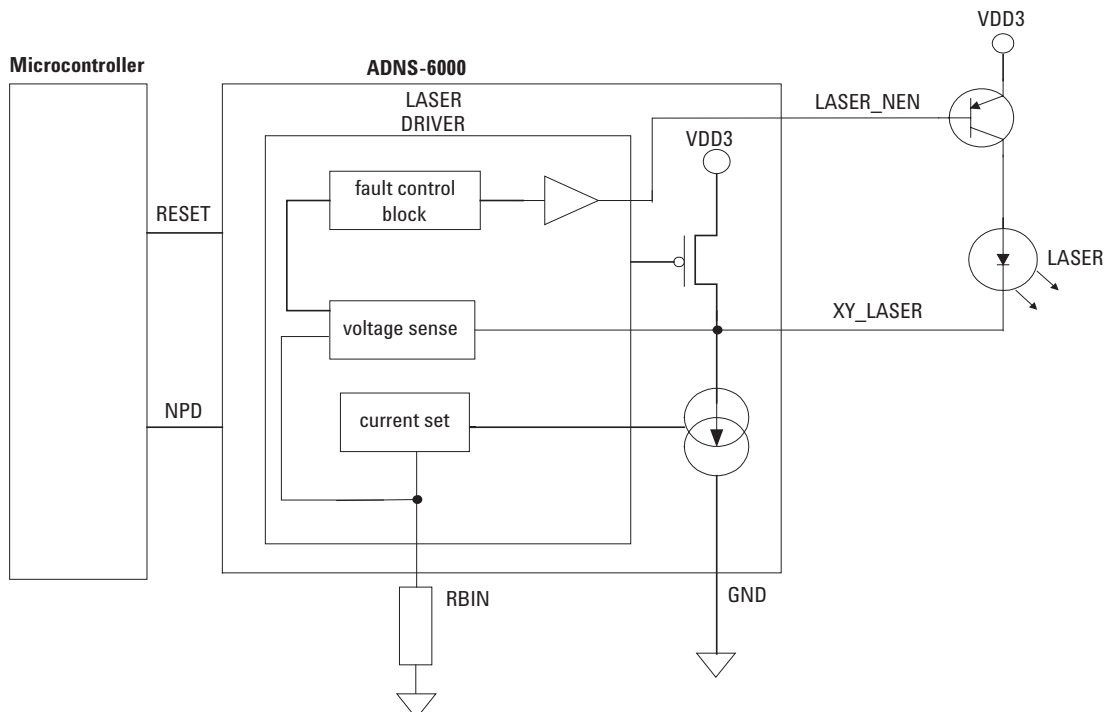 VDD3
Microcontroller
ADNS-6000
LASER
DRIVER
LASER_NEN
VDD3
fault control
block
RESET
LASER
XY_LASER
voltage sense
NPD
current set
RBIN
GND